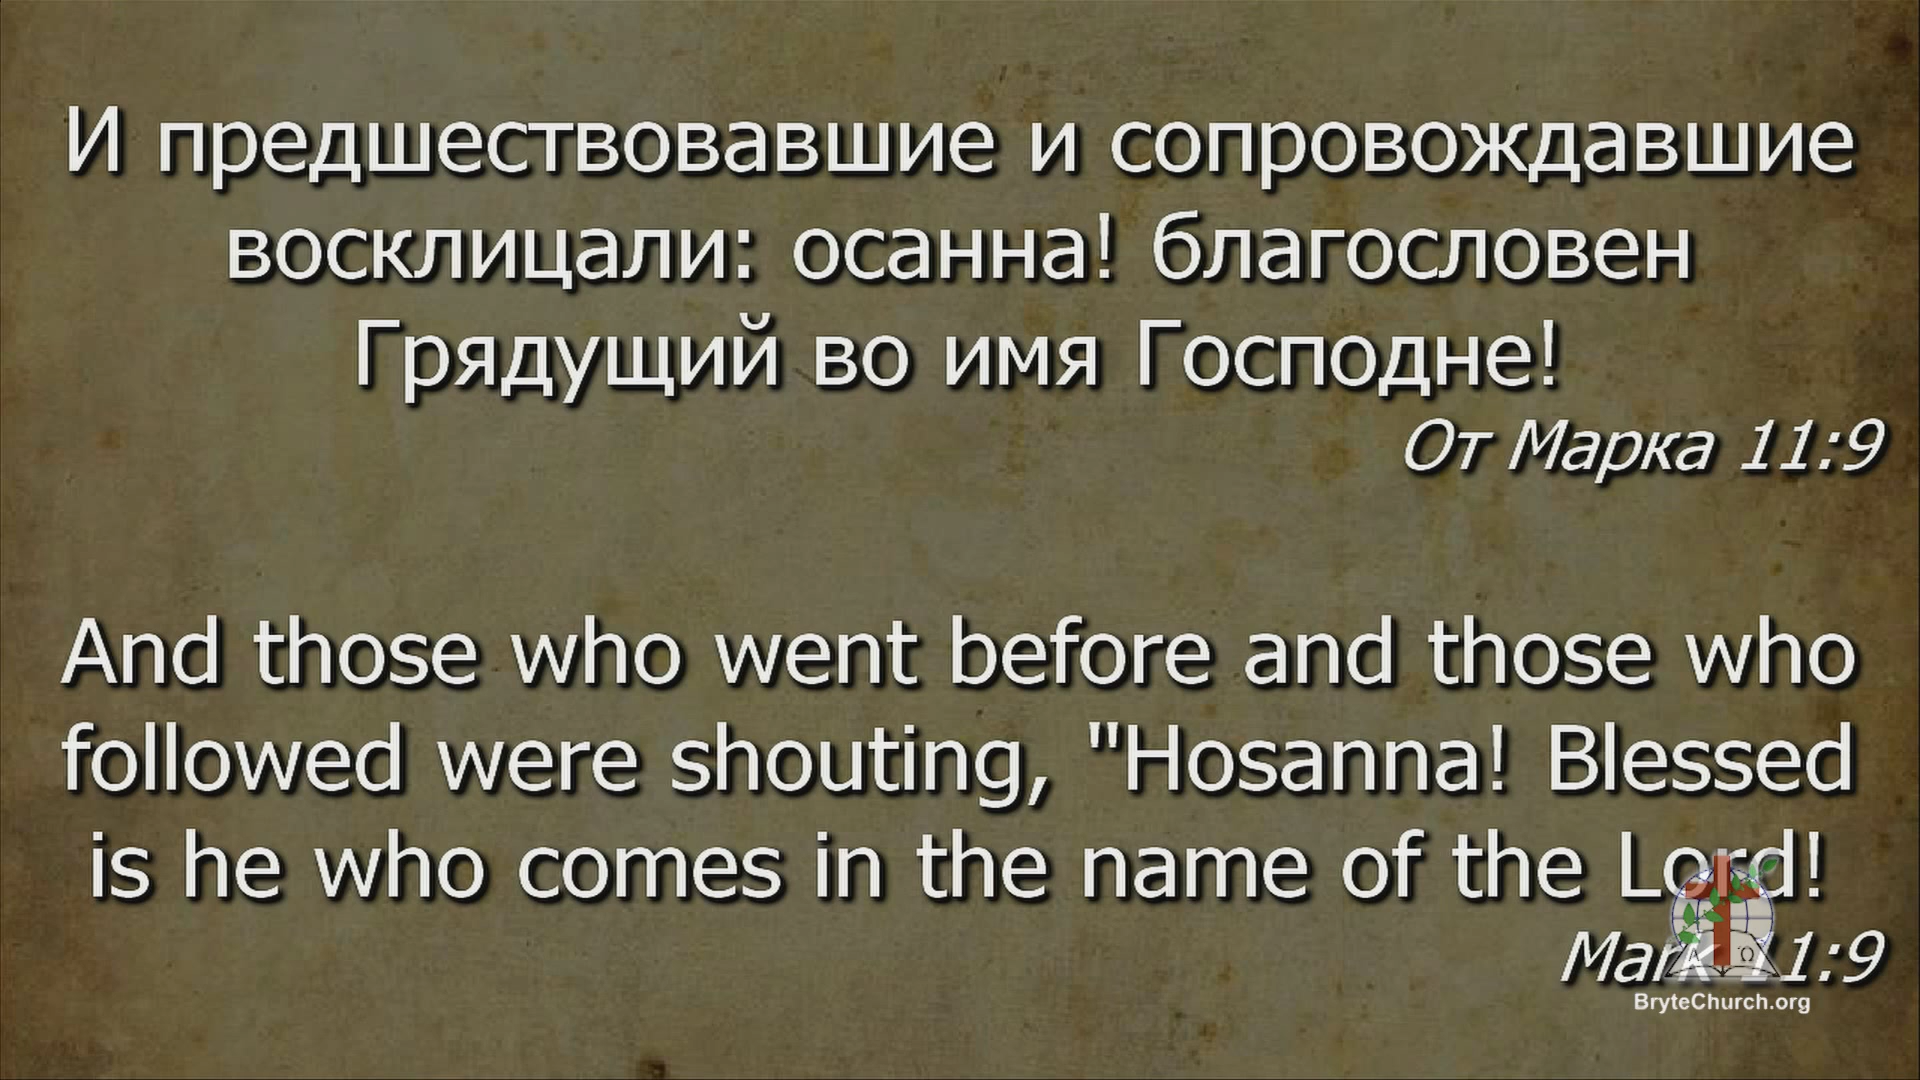 И предшествовавшие и сопровождавшие
восклицали: осанна! благословен
Грядущий во имя Господне!
От Марка 11:9
And those who went before and those who
followed were shouting, "Hosanna! Blessed
is he who comes in the name of the Lord!
Mark 11:9
Α Ω
BryteChurch.org